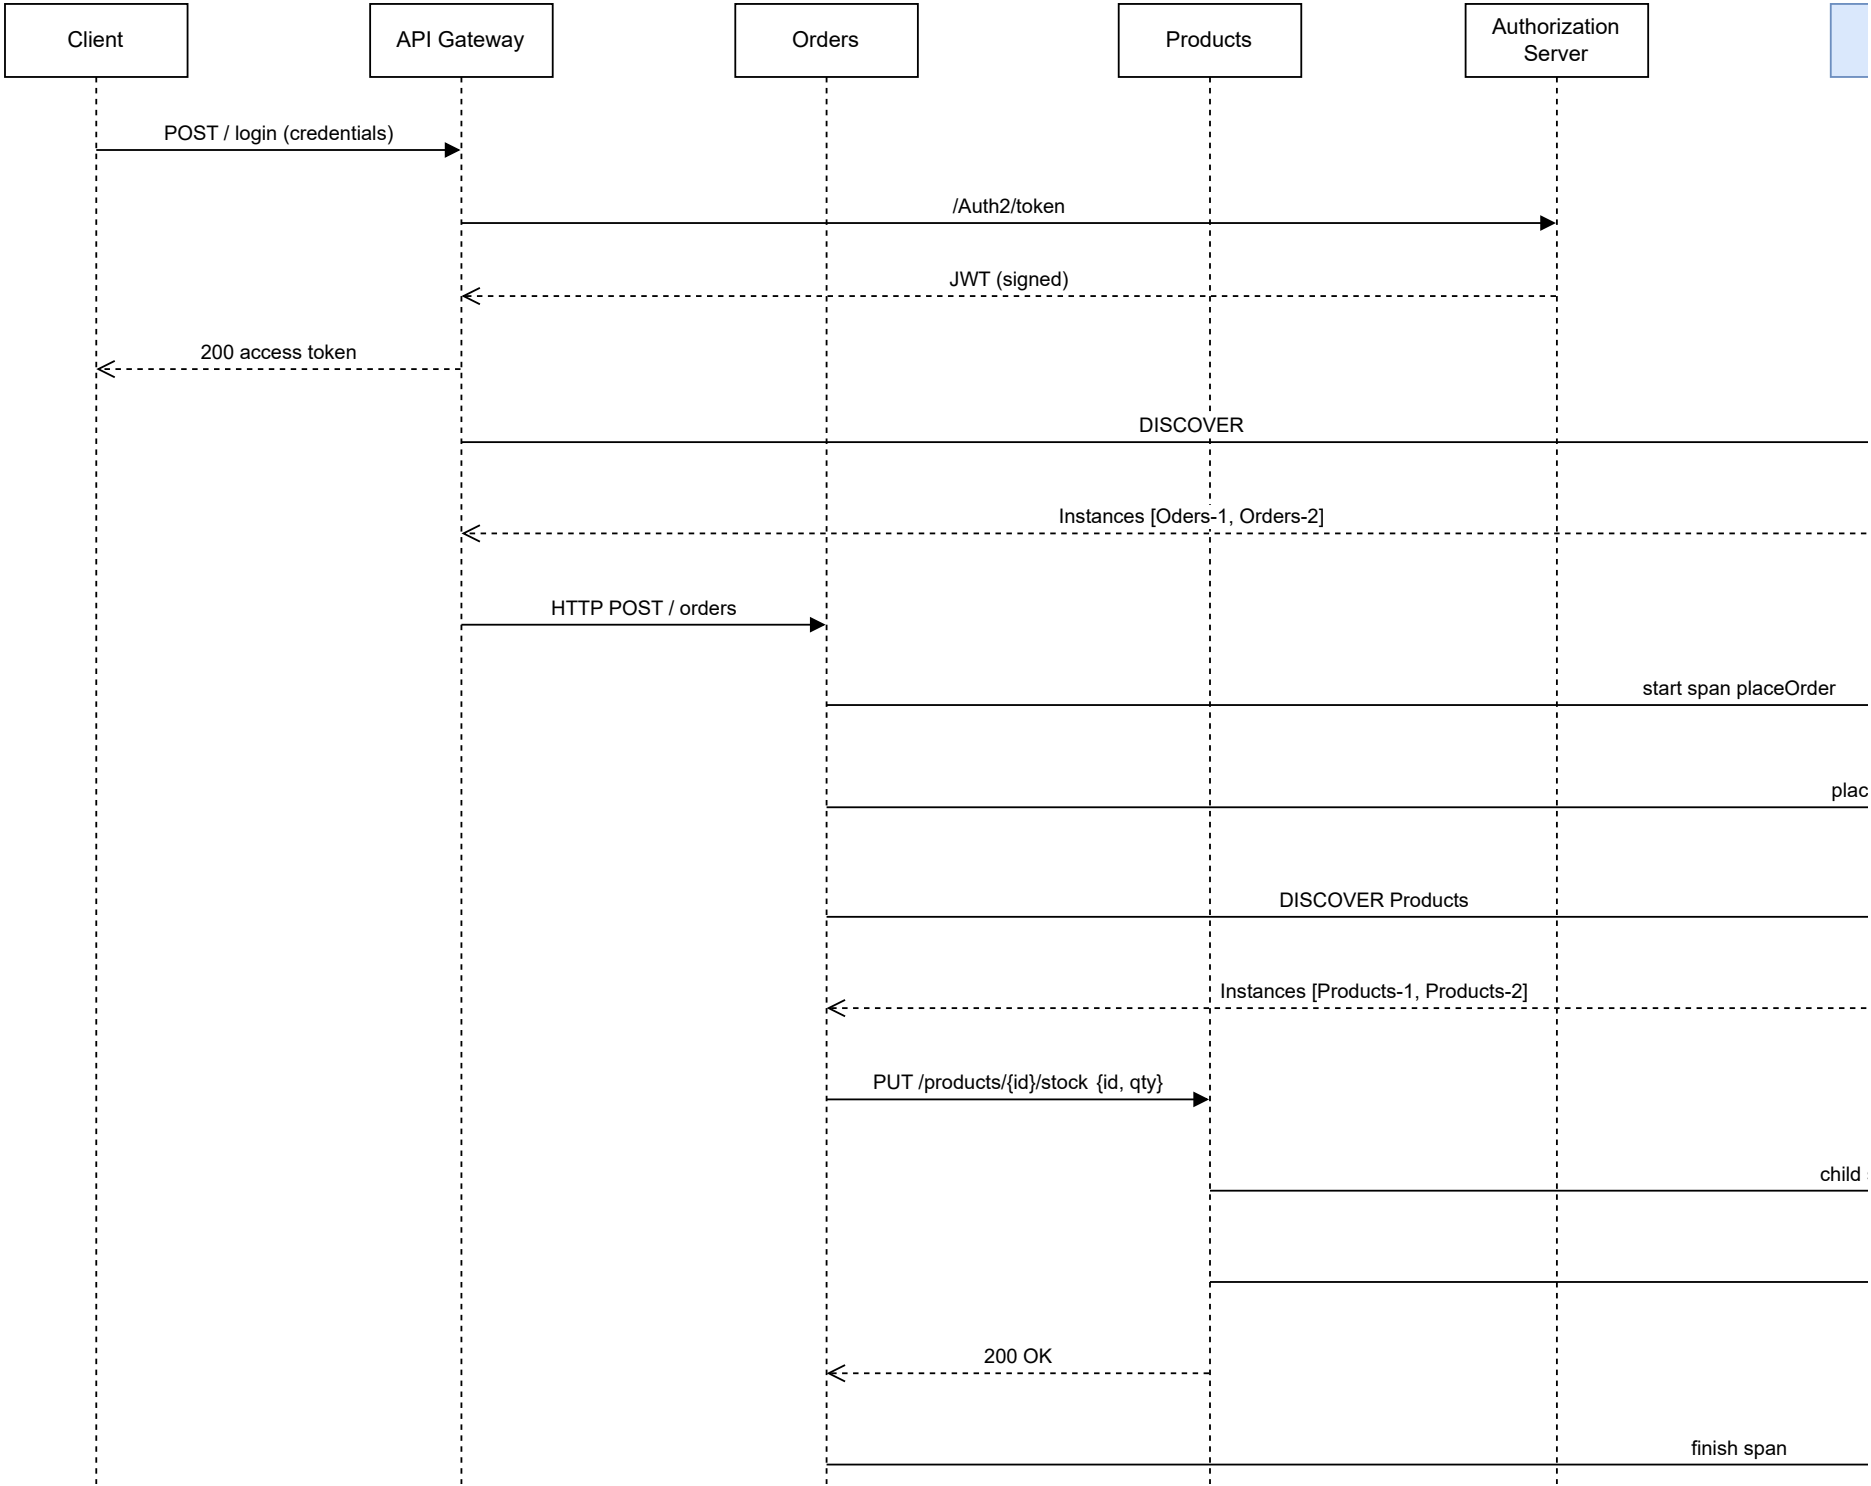 Client
API Gateway
Orders
Products
Authorization
Server
POST / login (credentials)
/Auth2/token
JWT (signed)
200 access token
DISCOVER
Instances [Oders-1, Orders-2]
HTTP POST / orders
start span placeOrder
plac
DISCOVER Products
Instances [Products-1, Products-2]
PUT /products/{id}/stock {id, qty}
child
200 OK
finish span